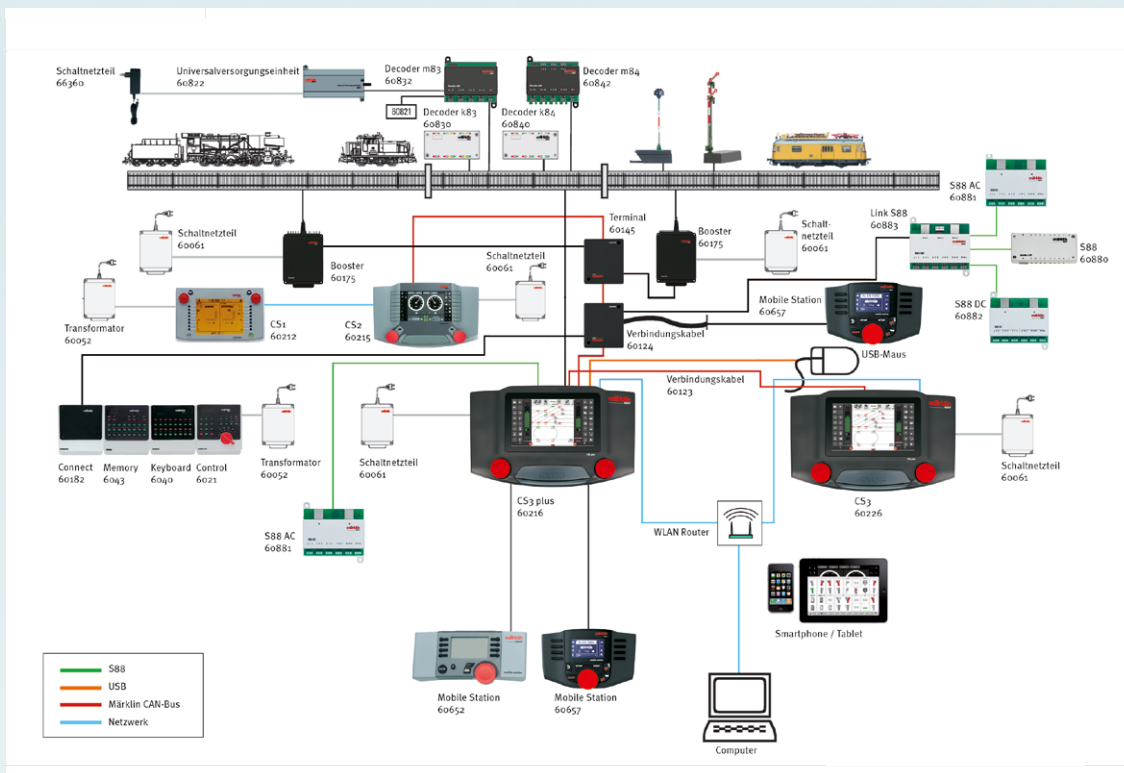 Schaltnetzteil
66360
Universalversorgungseinheit
60822
Decoder m83
60832
60821
Decoder m84
60842
Decoder k83
60830
Decoder k84
60840
S88 AC
60881
Link S88
60883
S88
60880
S88 DC
60882
Schaltnetzteil
60061
Booster
60175
Schaltnetzteil
60061
Terminal
60145
Booster
60175
Schalt-
netzteil
60061
Transformator
60052
CS1
60212
CS2
60215
Verbindungskabel
60124
Mobile Station
60657
USB-Maus
Verbindungskabel
60123
Connect
60182
Memory
6043
Keyboard
6040
Control
6021
Transformator
60052
Schaltnetzteil
60061
CS3 plus
60216
CS3
60226
Schaltnetzteil
60061
S88 AC
60881
WLAN Router
Smartphone / Tablet
Mobile Station
60652
Mobile Station
60657
Computer
S88
USB
Märklin CAN-Bus
Netzwerk